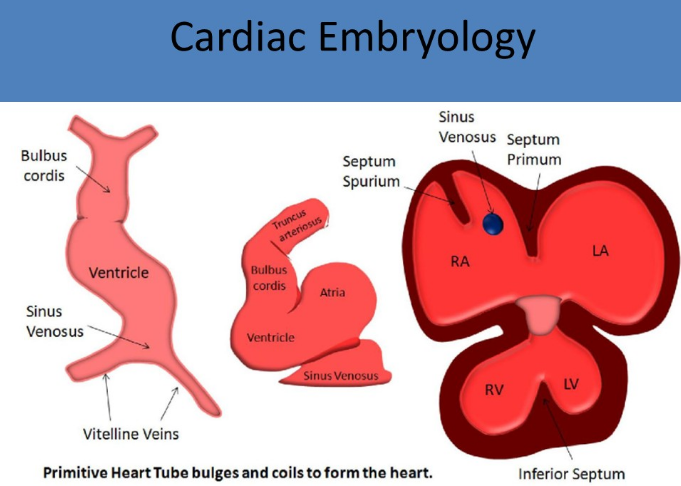 Cardiac Embryology
Bulbus
cordis
Ventricle
Sinus
Venosus
Vitelline Veins
Truncus
arteriosus
Bulbus
cordis
Atria
Ventricle
Sinus Venosus
Sinus
Venosus
Septum
Primum
Septum
Spurium
RA
LA
RV
LV
Inferior Septum
Primitive Heart Tube bulges and coils to form the heart.